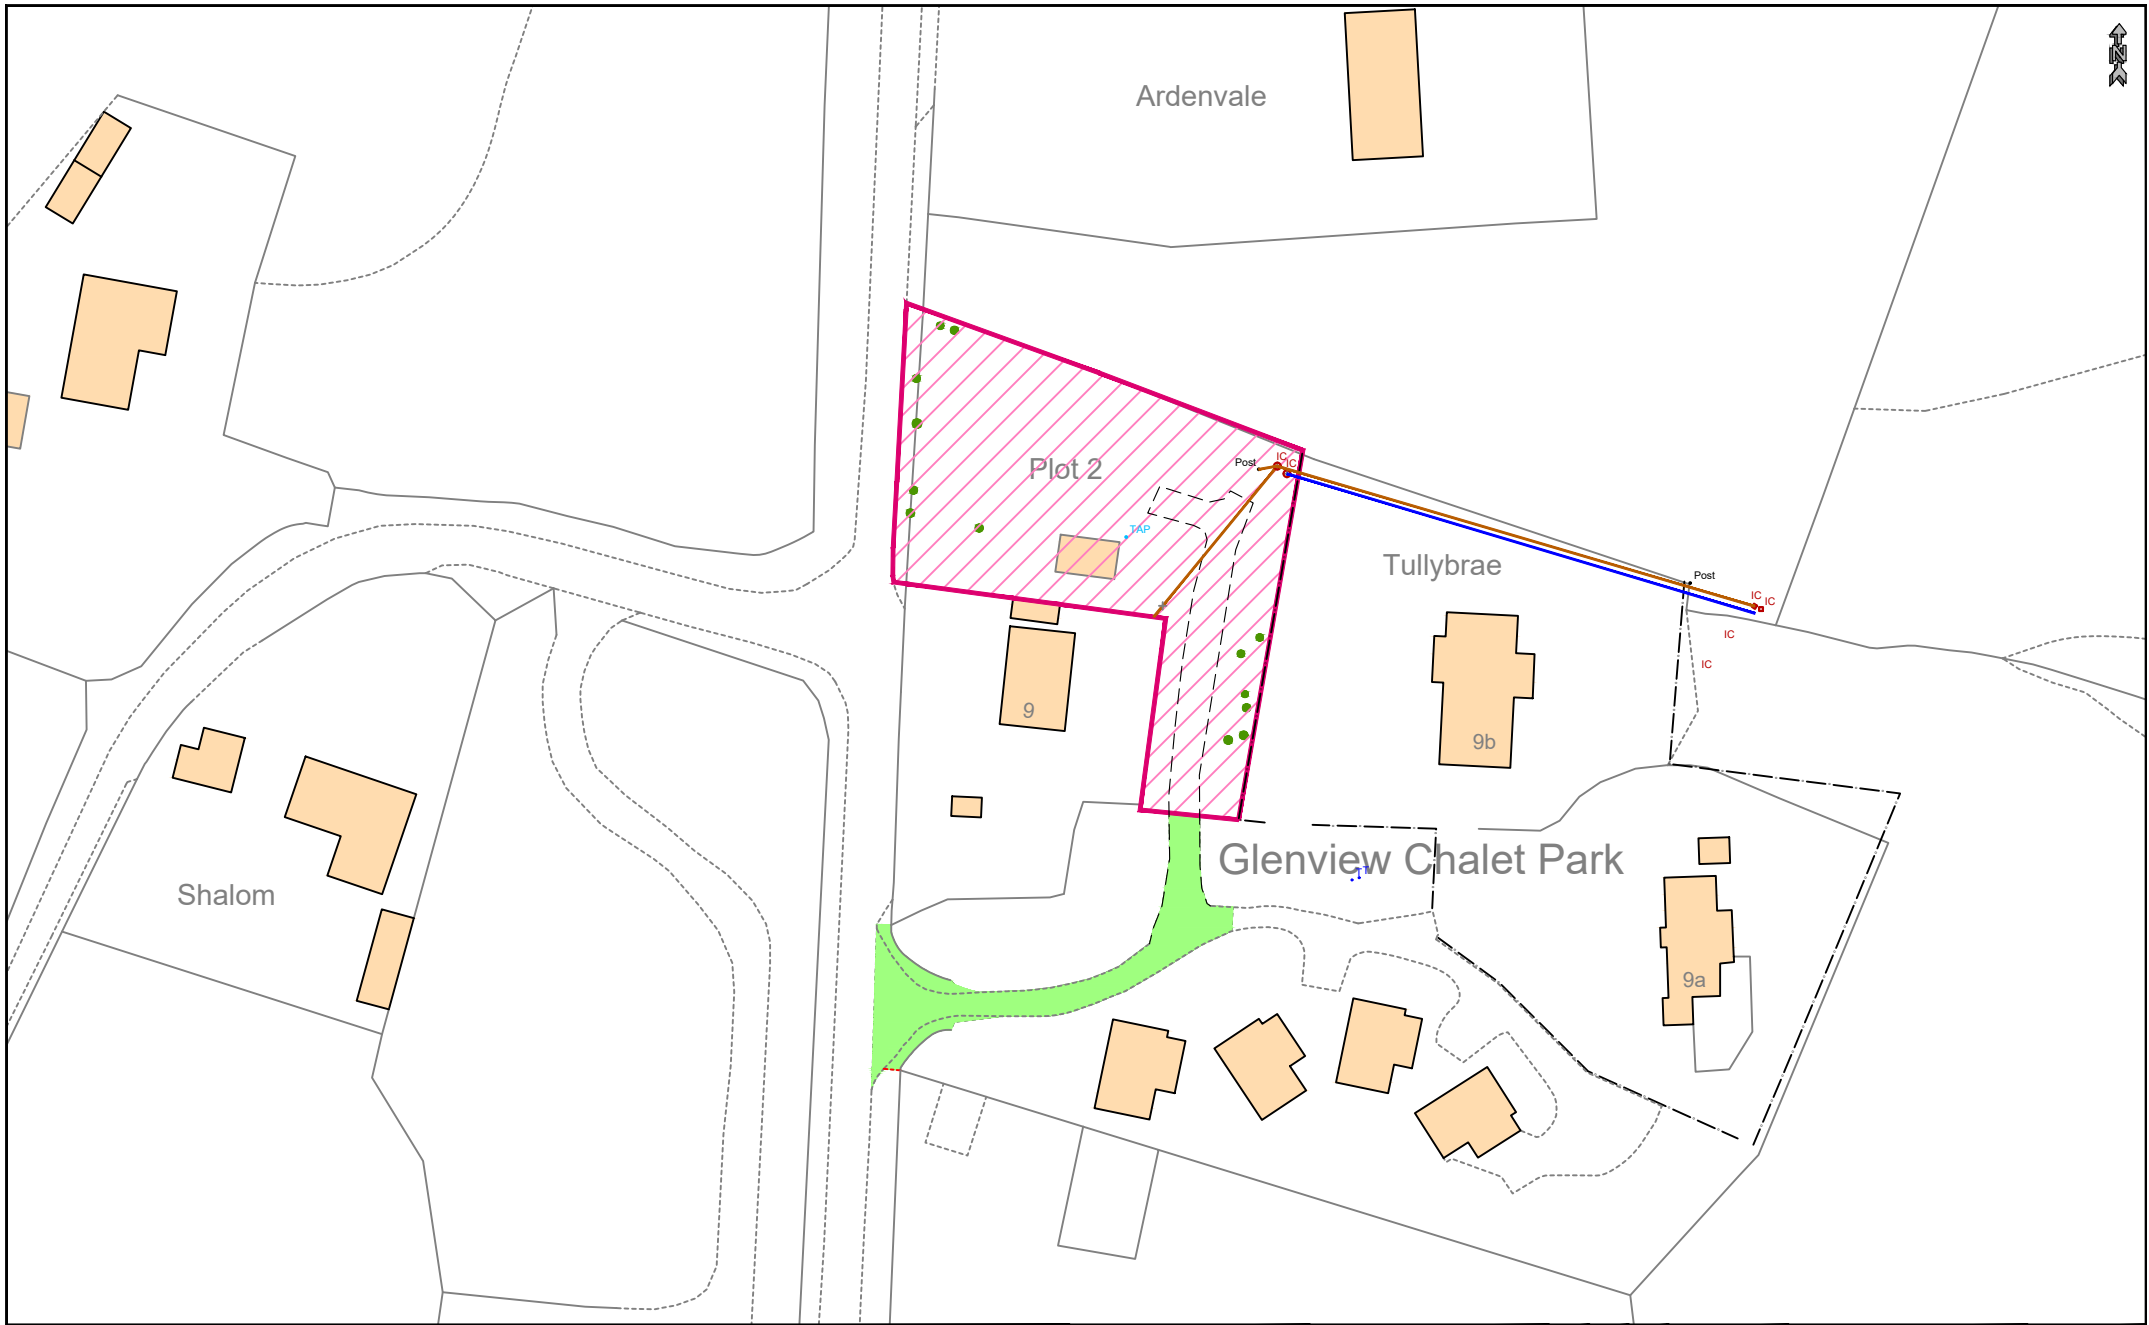 N
Ardenvale
IC
Post
IC
Plot 2
TAP
Tullybrae
Post
IC
IC
IC
IC
9
9b
Glenview Chalet Park
Shalom
9a